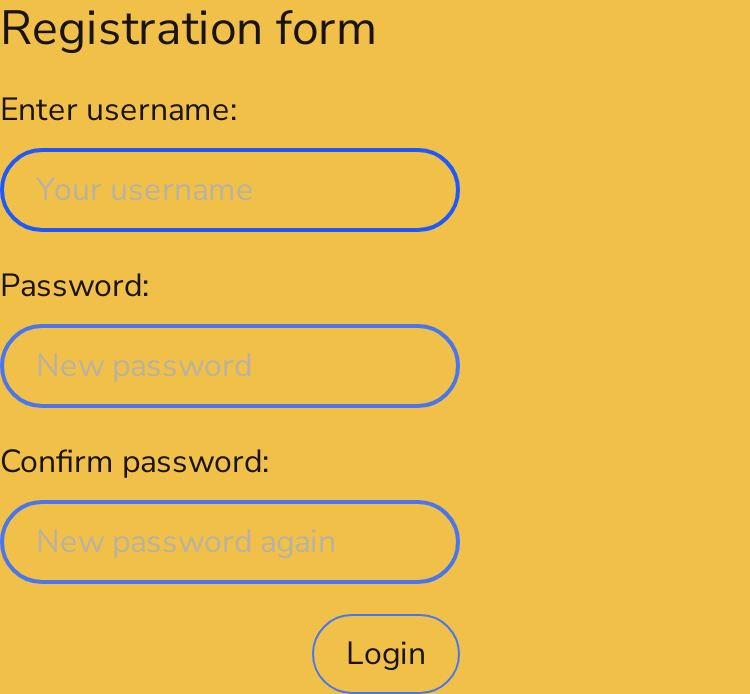 Registration form
Enter username:
Your username
Password:
New password
Confirm password:
New password again
Login